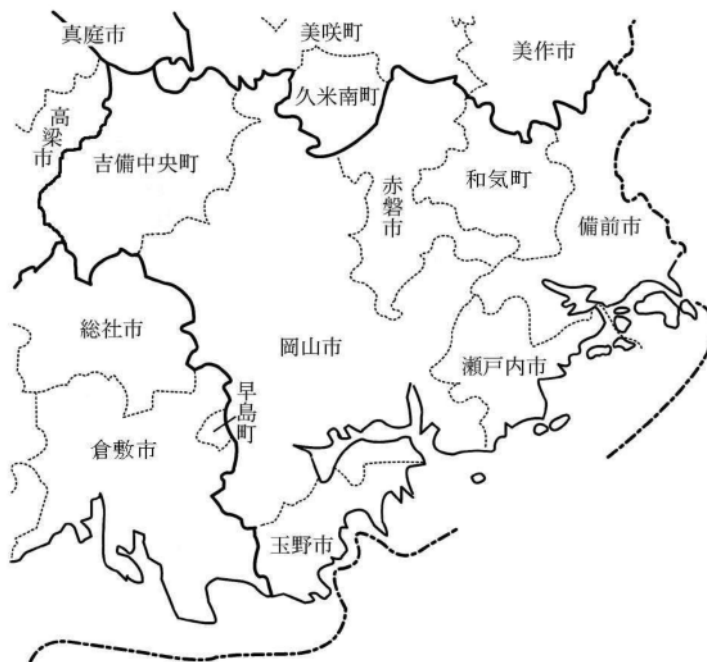 真庭市
美咲町
美作市
久米南町
高梁市
吉備中央町
赤磐市
和気町
備前市
総社市
岡山市
瀬戸内市
早島町
倉敷市
玉野市